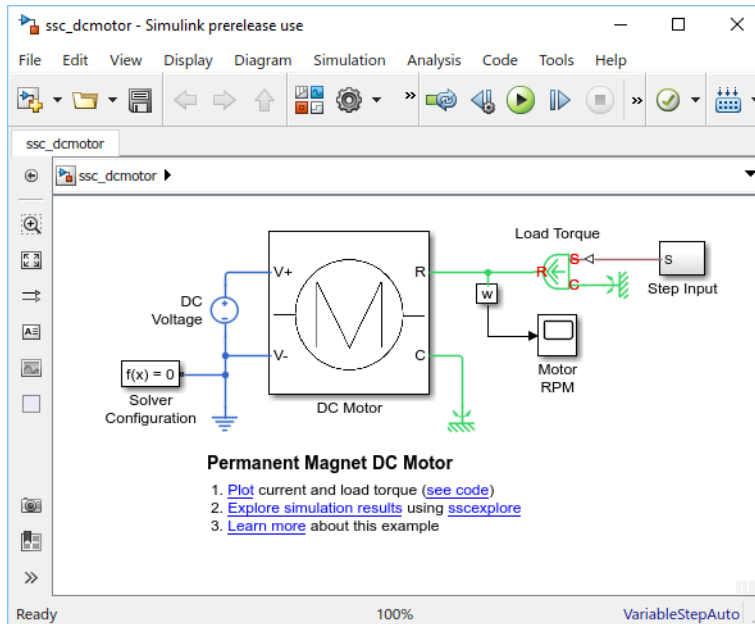 ssc_dcmotor - Simulink prerelease use
File Edit View Display Diagram Simulation Analysis Code Tools Help
»
»
ssc_dcmotor
ssc_dcmotor
Load Torque
S
R
C
S
Step Input
V+
R
w
DC
Voltage
V-
C
Motor
RPM
f(x) = 0
Solver
Configuration
DC Motor
Permanent Magnet DC Motor
1. Plot current and load torque (see code)
2. Explore simulation results using sscexplore
3. Learn more about this example
A
»
Ready 100% VariableStepAuto